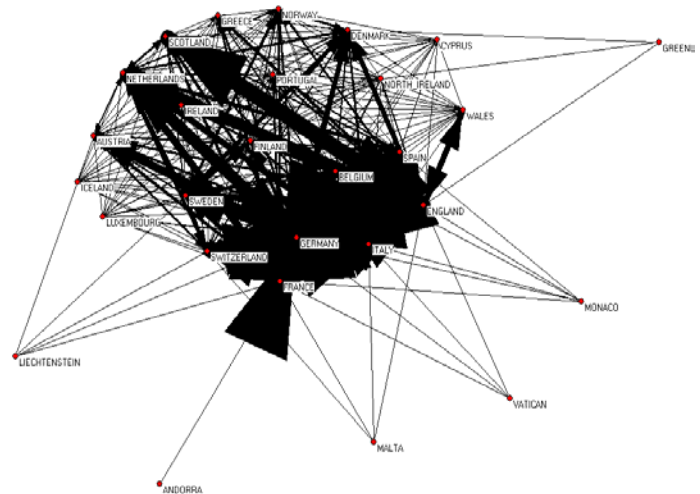 NORWAY
GREECE
DENMARK
SCOTLAND
CYPRUS
NETHERLANDS
PORTUGAL
NORTH_IRELAND
IRELAND
WALES
AUSTRIA
FINLAND
SPAIN
BELGIUM
ICELAND
SWEDEN
ENGLAND
LUXEMBOURG
GERMANY
ITALY
SWITZERLAND
FRANCE
MONACO
LIECHTENSTEIN
VATICAN
MALTA
ANDORRA